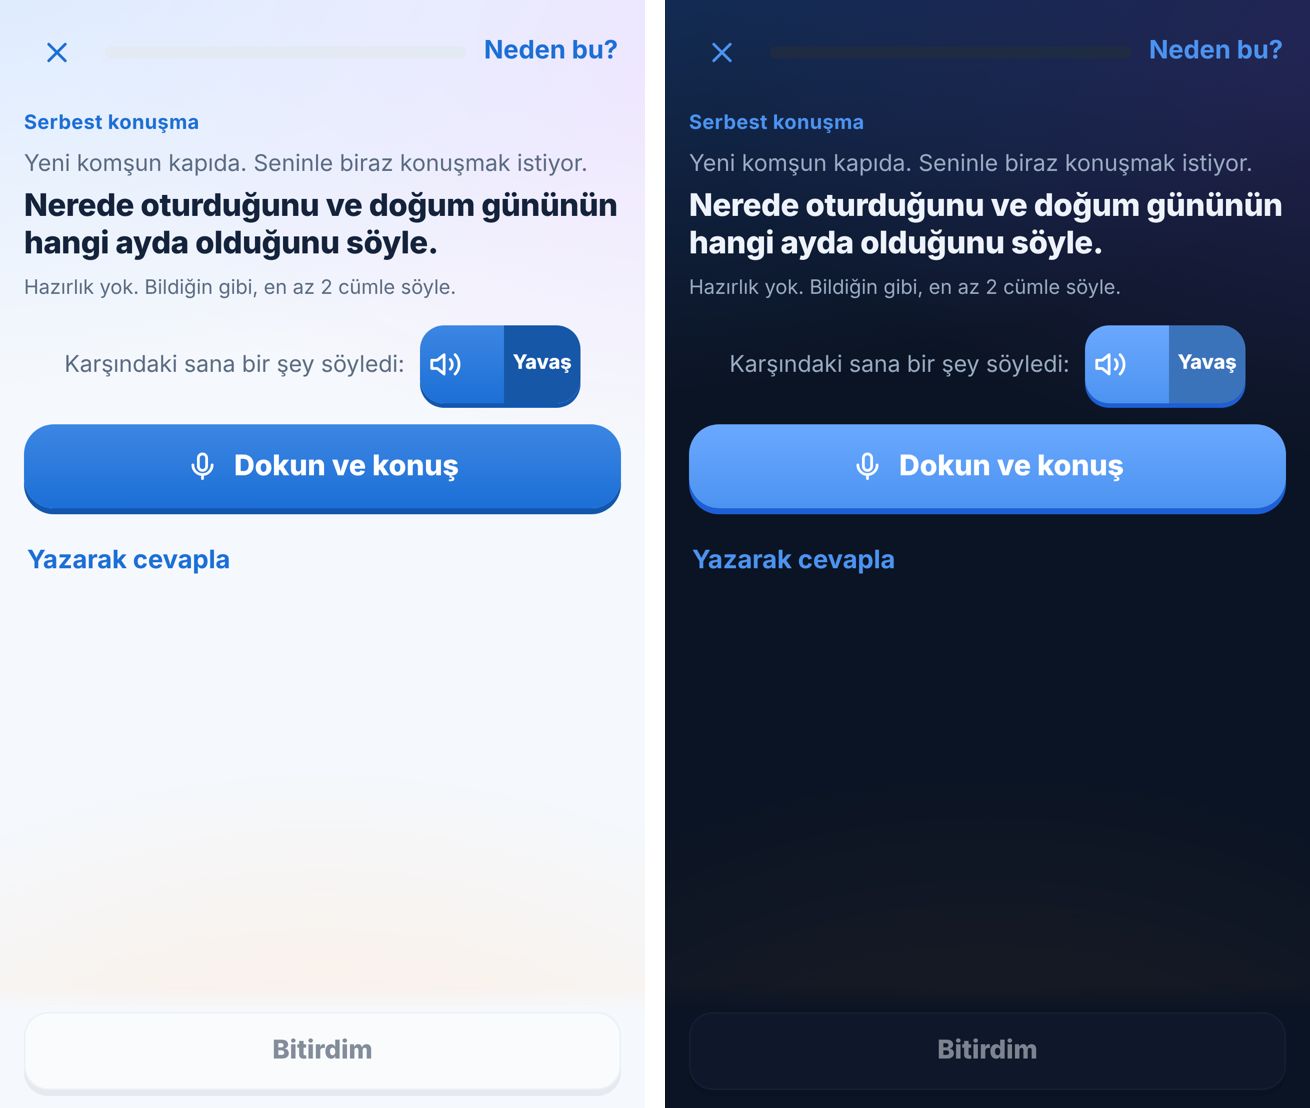 Neden bu?
Serbest konuşma
Yeni komşun kapıda. Seninle biraz konuşmak istiyor.
Nerede oturduğunu ve doğum gününün
hangi ayda olduğunu söyle.
Hazırlık yok. Bildiğin gibi, en az 2 cümle söyle.
Karşındaki sana bir şey söyledi:
Yavaş
Dokun ve konuş
Yazarak cevapla
Bitirdim
Neden bu?
Serbest konuşma
Yeni komşun kapıda. Seninle biraz konuşmak istiyor.
Nerede oturduğunu ve doğum gününün
hangi ayda olduğunu söyle.
Hazırlık yok. Bildiğin gibi, en az 2 cümle söyle.
Karşındaki sana bir şey söyledi:
Yavaş
Dokun ve konuş
Yazarak cevapla
Bitirdim